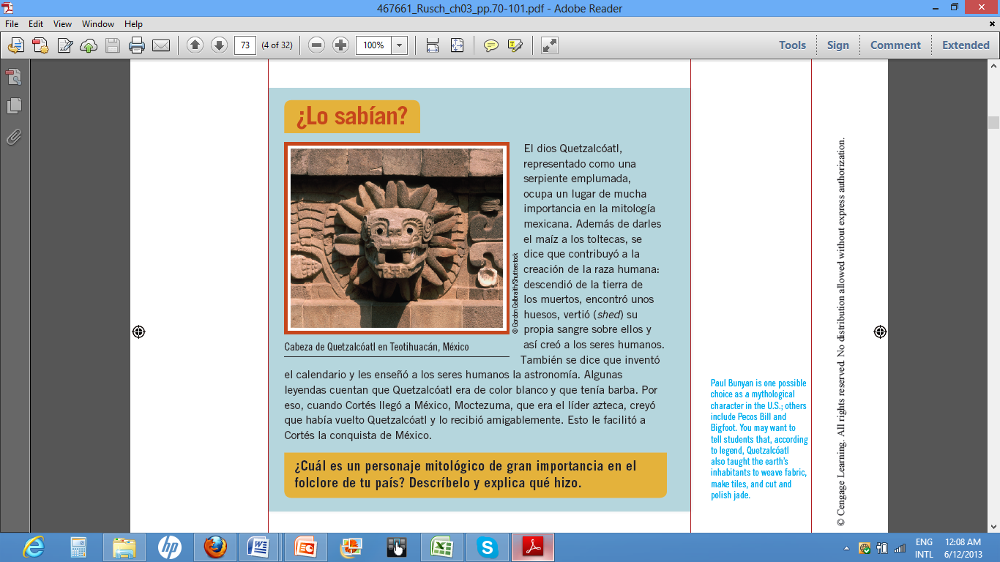 467661_Rusch_ch03_pp.70-101.pdf - Adobe Reader
File Edit View Window Help
73 (4 of 32) 100% Tools Sign Comment Extended
¿Lo sabían?
El dios Quetzalcóatl,
representado como una
serpiente emplumada,
ocupa un lugar de mucha
importancia en la mitología
mexicana. Además de darles
el maíz a los toltecas, se
dice que contribuyó a la
creación de la raza humana:
descendió de la tierra de
los muertos, encontró unos
huesos, vertió (shed) su
propia sangre sobre ellos y
así creó a los seres humanos.
También se dice que inventó
el calendario y les enseñó a los seres humanos la astronomía. Algunas
leyendas cuentan que Quetzalcóatl era de color blanco y que tenía barba. Por
eso, cuando Cortés llegó a México, Moctezuma, que era el líder azteca, creyó
que había vuelto Quetzalcóatl y lo recibió amigablemente. Esto le facilitó a
Cortés la conquista de México.
© Gordon Galbraith/Shutterstock
Cabeza de Quetzalcóatl en Teotihuacán, México
¿Cuál es un personaje mitológico de gran importancia en el
folclore de tu país? Descríbelo y explica qué hizo.
Paul Bunyan is one possible
choice as a mythological
character in the U.S.; others
include Pecos Bill and
Bigfoot. You may want to
tell students that, according
to legend, Quetzalcóatl
also taught the earth's
inhabitants to weave fabric,
make tiles, and cut and
polish jade.
© Cengage Learning. All rights reserved. No distribution allowed without express authorization.
hp
ENG 12:08 AM
INTL 6/12/2013